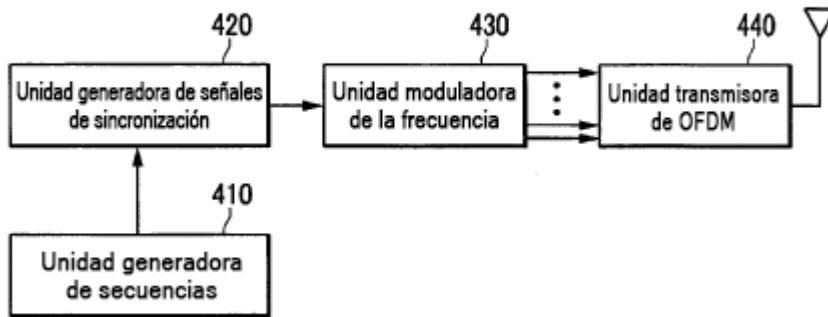 420
Unidad generadora de señales
de sincronización
430
Unidad moduladora
de la frecuencia
440
Unidad transmisora
de OFDM
410
Unidad generadora
de secuencias